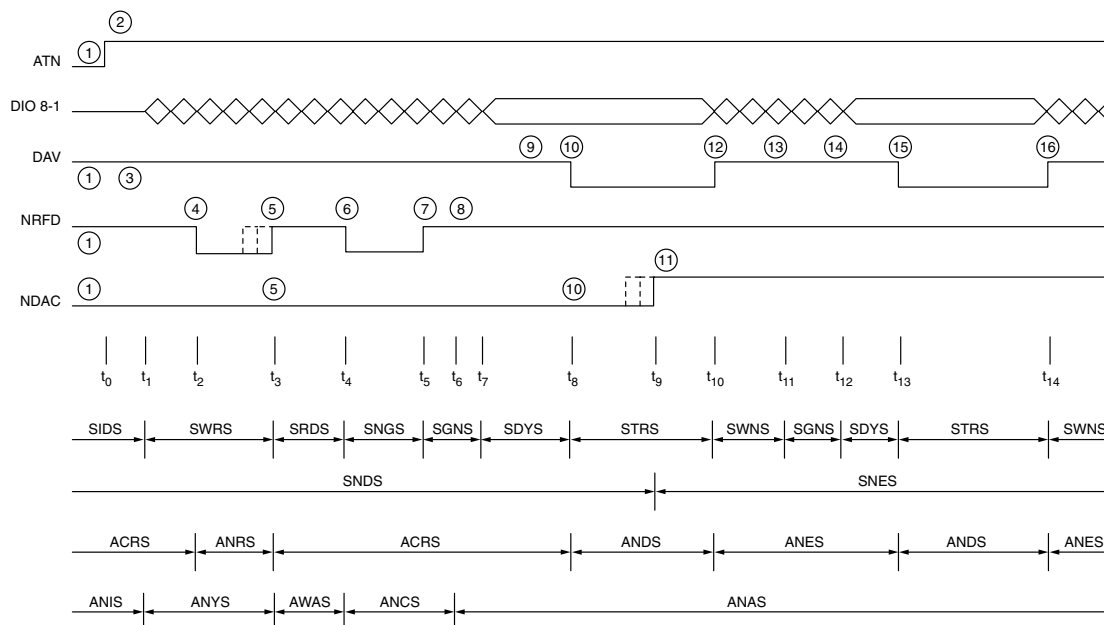 ②
ATN ①
DIO 8-1
DAV ⑨ ⑩ ⑫ ⑬ ⑭ ⑮ ⑯
① ③
④ ⑤ ⑥ ⑦ ⑧
NRFD
①
⑪
NDAC ① ⑤ ⑩
t0 t1 t2 t3 t4 t5 t6 t7 t8 t9 t10 t11 t12 t13 t14
SIDS SWRS SRDS SNGS SGNS SDYS STRS SWNS SGNS SDYS STRS SWNS
SNDS SNES
ACRS ANRS ACRS ANDS ANES ANDS ANES
ANIS ANYS AWAS ANCS ANAS